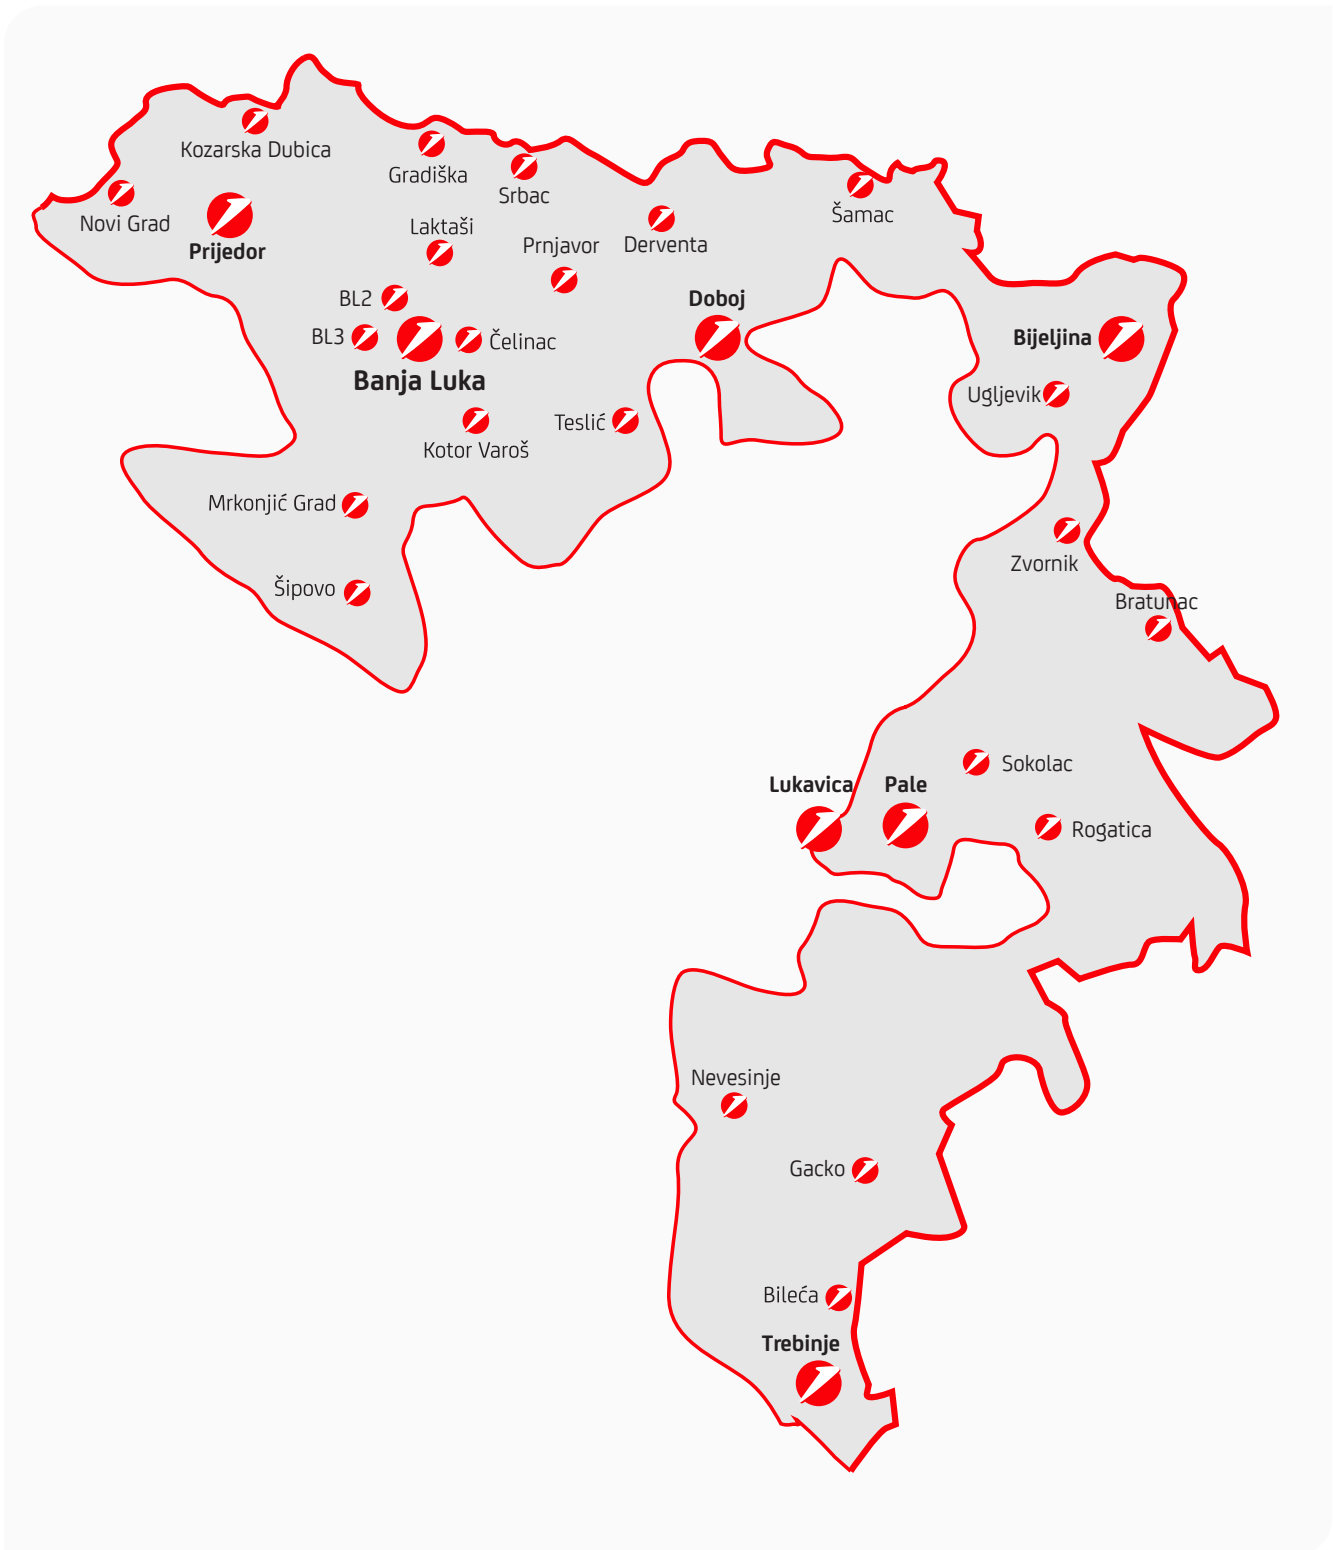 Kozarska Dubica
Gradiška
Srbac
Šamac
Novi Grad
Prijedor
Laktaši
Prnjavor
Derventa
BL2
Doboj
BL3
Čelinac
Bijeljina
Banja Luka
Ugljevik
Teslić
Kotor Varoš
Mrkonjić Grad
Zvornik
Šipovo
Bratunac
Sokolac
Lukavica
Pale
Rogatica
Nevesinje
Gacko
Bileća
Trebinje